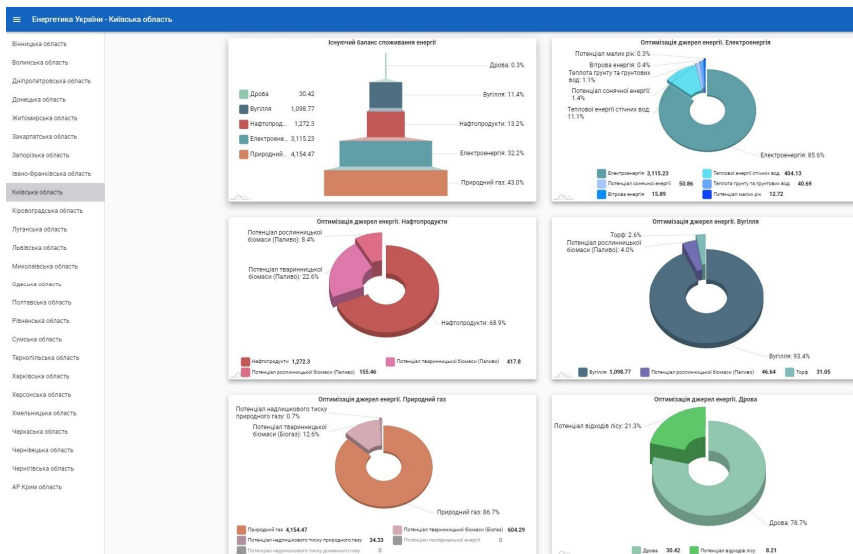 Енергетика України - Київська область
Вінницька область
Волинська область
Дніпропетровська область
Донецька область
Житомирська область
Закарпатська область
Запорізька область
Івано-Франківська область
Київська область
Кіровоградська область
Луганська область
Львівська область
Миколаївська область
Одеська область
Полтавська область
Рівненська область
Сумська область
Тернопільська область
Харківська область
Херсонська область
Хмельницька область
Черкаська область
Чернівецька область
Чернігівська область
АР Крим область
Існуючий баланс споживання енергії
Дрова 30.42
Вугілля 1,098.77
Нафтопрод... 1,272.3
Електроене... 3,115.23
Природний... 4,154.47
Дрова: 0.3%
Вугілля: 11.4%
Нафтопродукти: 13.2%
Електроенергія: 32.2%
Природний газ: 43.0%
Оптимізація джерел енергії. Електроенергія
Потенціал малих рік: 0.3%
Вітрова енергія: 0.4%
Теплота грунту та грунтових
вод: 1.1%
Потенціал сонячної енергії:
1.4%
Теплової енергії стічних вод:
11.1%
Електроенергія: 85.6%
Електроенергія 3,115.23 Теплової енергії стічних вод 404.13
Потенціал сонячної енергії 50.86 Теплота грунту та грунтових вод 40.69
Вітрова енергія 15.89 Потенціал малих рік 12.72
Оптимізація джерел енергії. Нафтопродукти
Потенціал рослинницької
біомаси (Паливо): 8.4%
Потенціал тваринницької
біомаси (Паливо): 22.6%
Нафтопродукти: 68.9%
Нафтопродукти 1,272.3 Потенціал тваринницької біомаси (Паливо) 417.8
Потенціал рослинницької біомаси (Паливо) 155.46
Оптимізація джерел енергії. Вугілля
Торф: 2.6%
Потенціал рослинницької
біомаси (Паливо): 4.0%
Вугілля: 93.4%
Вугілля 1,098.77 Потенціал рослинницької біомаси (Паливо) 46.64 Торф 31.05
Оптимізація джерел енергії. Природний газ
Потенціал надлишкового тиску
природного газу: 0.7%
Потенціал тваринницької
біомаси (Біогаз): 12.6%
Природний газ: 86.7%
Природний газ 4,154.47 Потенціал тваринницької біомаси (Біогаз) 604.29
Потенціал надлишкового тиску природного газу 34.33 Потенціал геотермальної енергії 0
Потенціал надлишкового тиску доменного газу 0
Оптимізація джерел енергії. Дрова
Потенціал відходів лісу: 21.3%
Дрова: 78.7%
Дрова 30.42 Потенціал відходів лісу 8.21